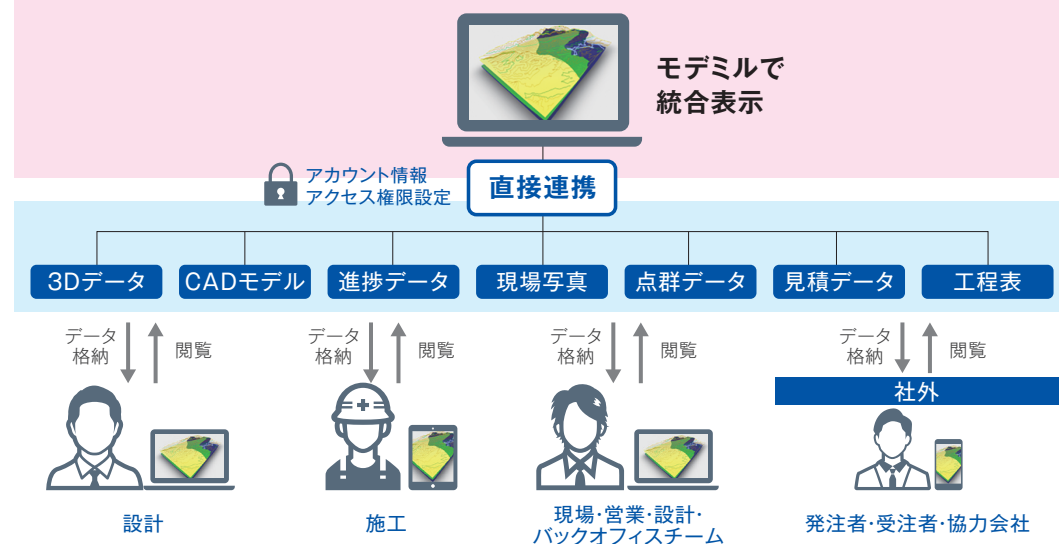 モデミルで
統合表示
アカウント情報
アクセス権限設定
直接連携
3Dデータ
CADモデル
進捗データ
現場写真
点群データ
見積データ
工程表
データ
格納
閲覧
データ
格納
閲覧
データ
格納
閲覧
データ
格納
閲覧
社外
設計
施工
現場・営業・設計・
バックオフィスチーム
発注者・受注者・協力会社